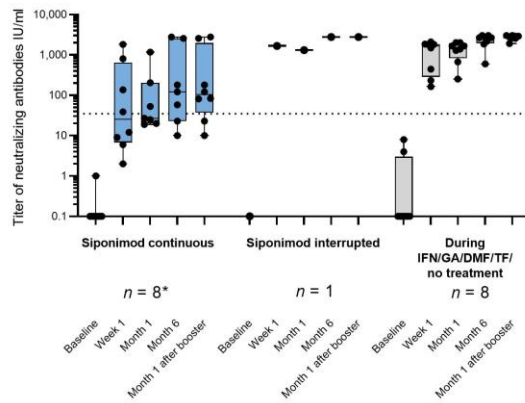 Titer of neutralizing antibodies IU/ml
10,000
1,000
100
10
1
0.1
Siponimod continuous
Siponimod interrupted
During
IFN/GA/DMF/TF/
no treatment
n = 8*
n = 1
n = 8
Baseline
Week 1
Month 1
Month 6
Month 1 after booster
Baseline
Week 1
Month 1
Month 6
Month 1 after booster
Baseline
Week 1
Month 1
Month 6
Month 1 after booster